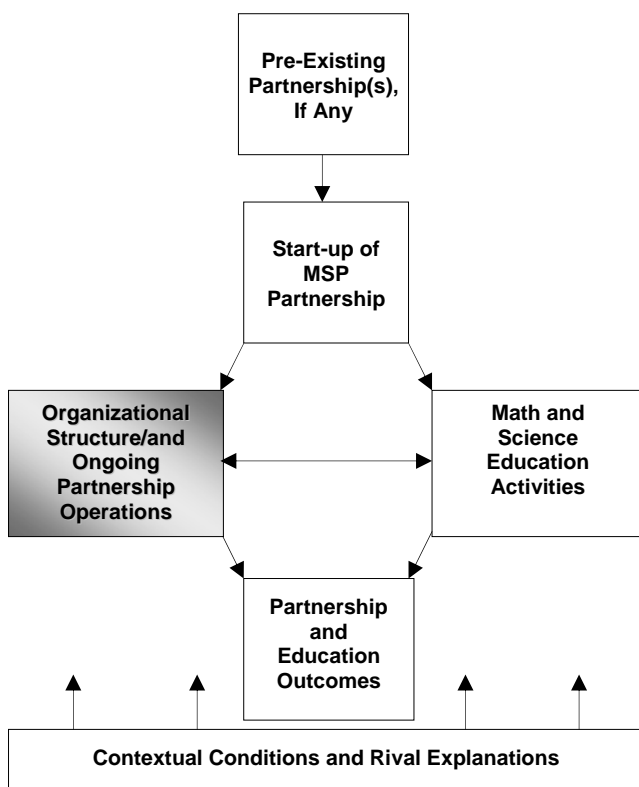 Pre-Existing
Partnership(s),
If Any
Start-up of
MSP
Partnership
Organizational
Structure/and
Ongoing
Partnership
Operations
Math and
Science
Education
Activities
Partnership
and
Education
Outcomes
Contextual Conditions and Rival Explanations